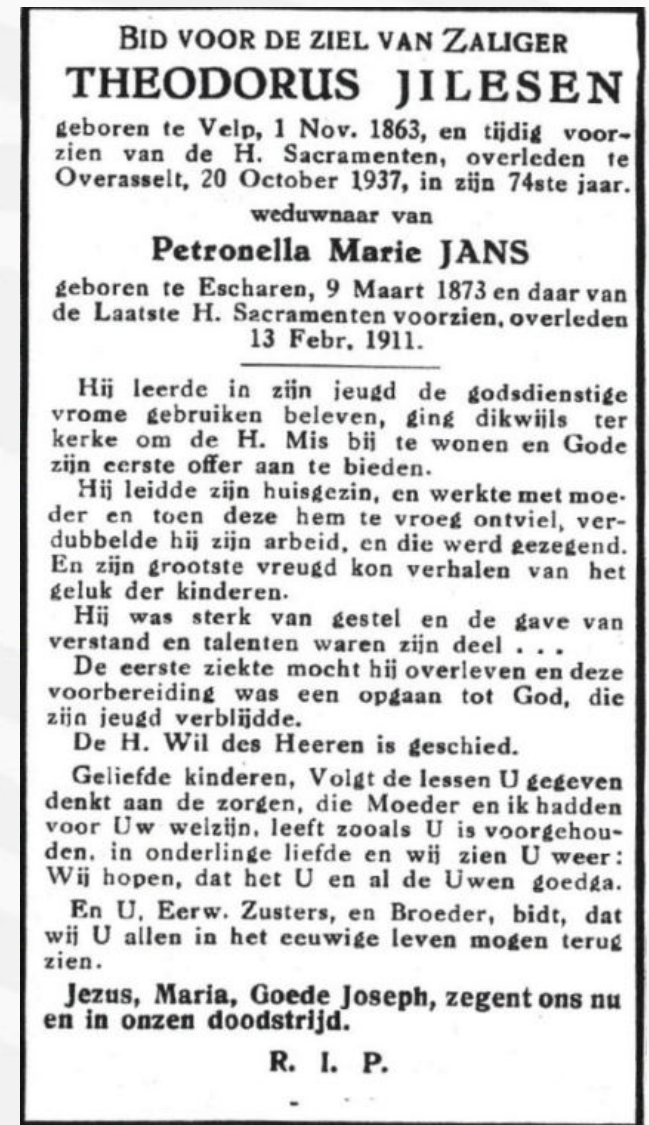 BID VOOR DE ZIEL VAN ZALIGER
THEODORUS JILESEN
geboren te Velp, 1 Nov. 1863, en tijdig voor-
zien van de H. Sacramenten, overleden te
Overasselt, 20 October 1937, in zijn 74ste jaar.
weduwnaar van
Petronella Marie JANS
geboren te Escharen, 9 Maart 1873 en daar van
de Laatste H. Sacramenten voorzien, overleden
13 Febr. 1911.
Hij leerde in zijn jeugd de godsdienstige
vrome gebruiken beleven, ging dikwijls ter
kerke om de H. Mis bij te wonen en Gode
zijn eerste offer aan te bieden.
Hij leidde zijn huisgezin, en werkte met moe-
der en toen deze hem te vroeg ontviel, ver-
dubbelde hij zijn arbeid, en die werd gezegend.
En zijn grootste vreugd kon verhalen van het
geluk der kinderen.
Hij was sterk van gestel en de gave van
verstand en talenten waren zijn deel . . .
De eerste ziekte mocht hij overleven en deze
voorbereiding was een opgaan tot God, die
zijn jeugd verblijdde.
De H. Wil des Heeren is geschied.
Geliefde kinderen, Volgt de lessen U gegeven
denkt aan de zorgen, die Moeder en ik hadden
voor Uw welzijn, leeft zooals U is voorgehou-
den, in onderlinge liefde en wij zien U weer:
Wij hopen, dat het U en al de Uwen goedga.
En U, Eerw. Zusters, en Broeder, bidt, dat
wij U allen in het eeuwige leven mogen terug
zien.
Jezus, Maria, Goede Joseph, zegent ons nu
en in onzen doodstrijd.
R. I. P.